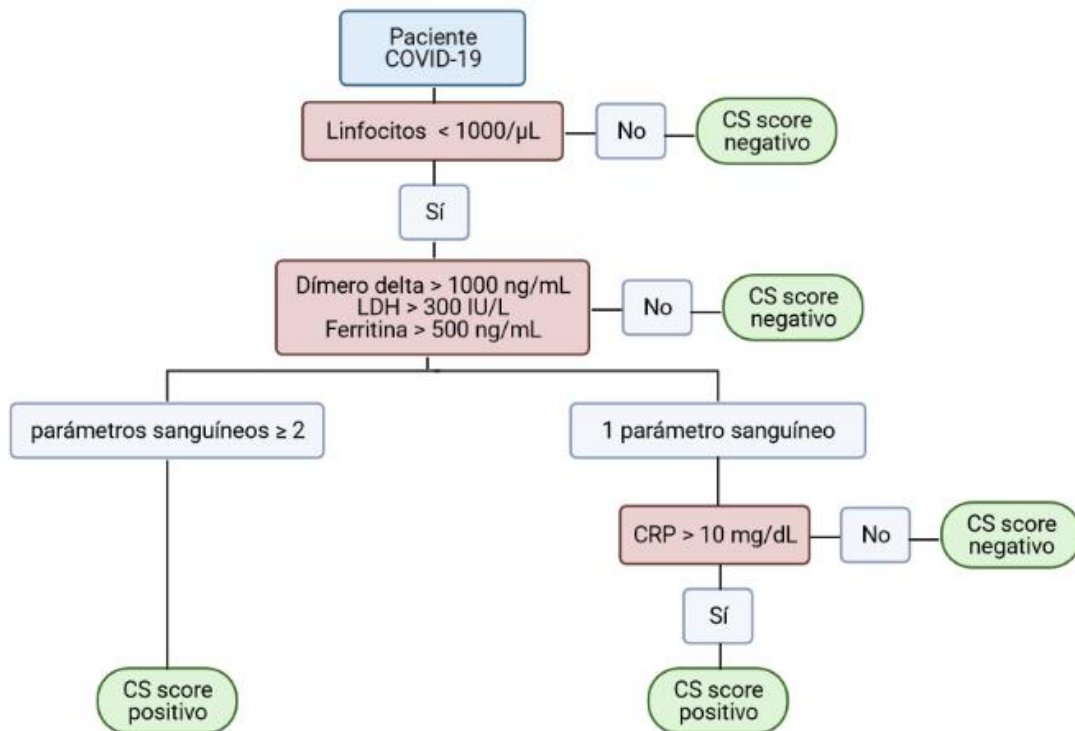 Paciente
COVID-19
Linfocitos < 1000/µL
No
CS score
negativo
Sí
Dímero delta > 1000 ng/mL
LDH > 300 IU/L
Ferritina > 500 ng/mL
No
CS score
negativo
parámetros sanguíneos ≥ 2
1 parámetro sanguíneo
CRP > 10 mg/dL
No
CS score
negativo
Sí
CS score
positivo
CS score
positivo